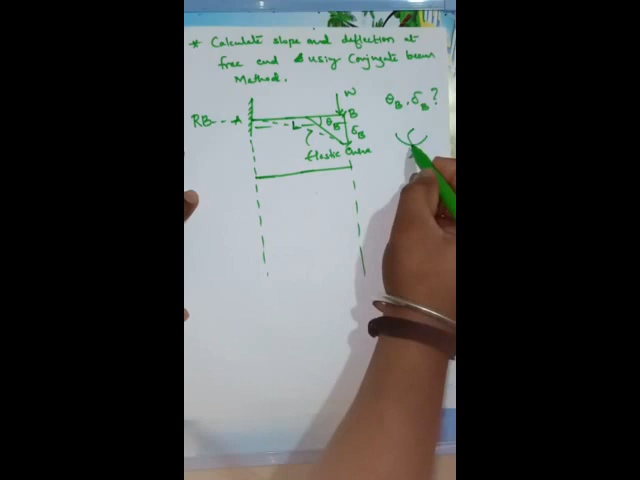 * Calculate slope and deflection at
free end using Conjugate beam
Method.
W
θB, δB ?
RB - - A
B
L
θB
δB
Elastic Curve